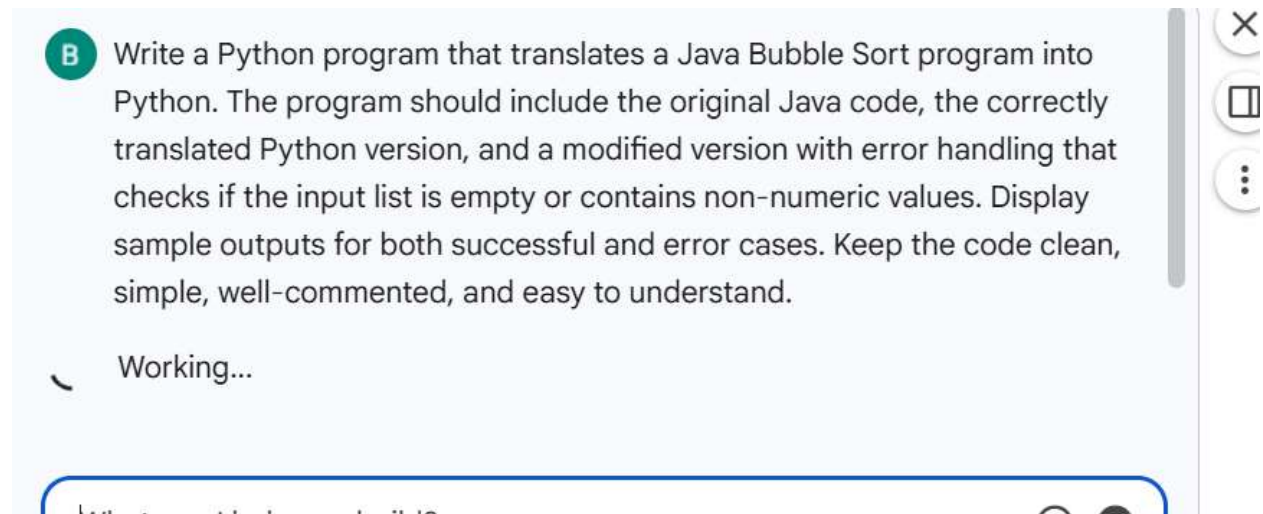 B
Write a Python program that translates a Java Bubble Sort program into
Python. The program should include the original Java code, the correctly
translated Python version, and a modified version with error handling that
checks if the input list is empty or contains non-numeric values. Display
sample outputs for both successful and error cases. Keep the code clean,
simple, well-commented, and easy to understand.
Working...